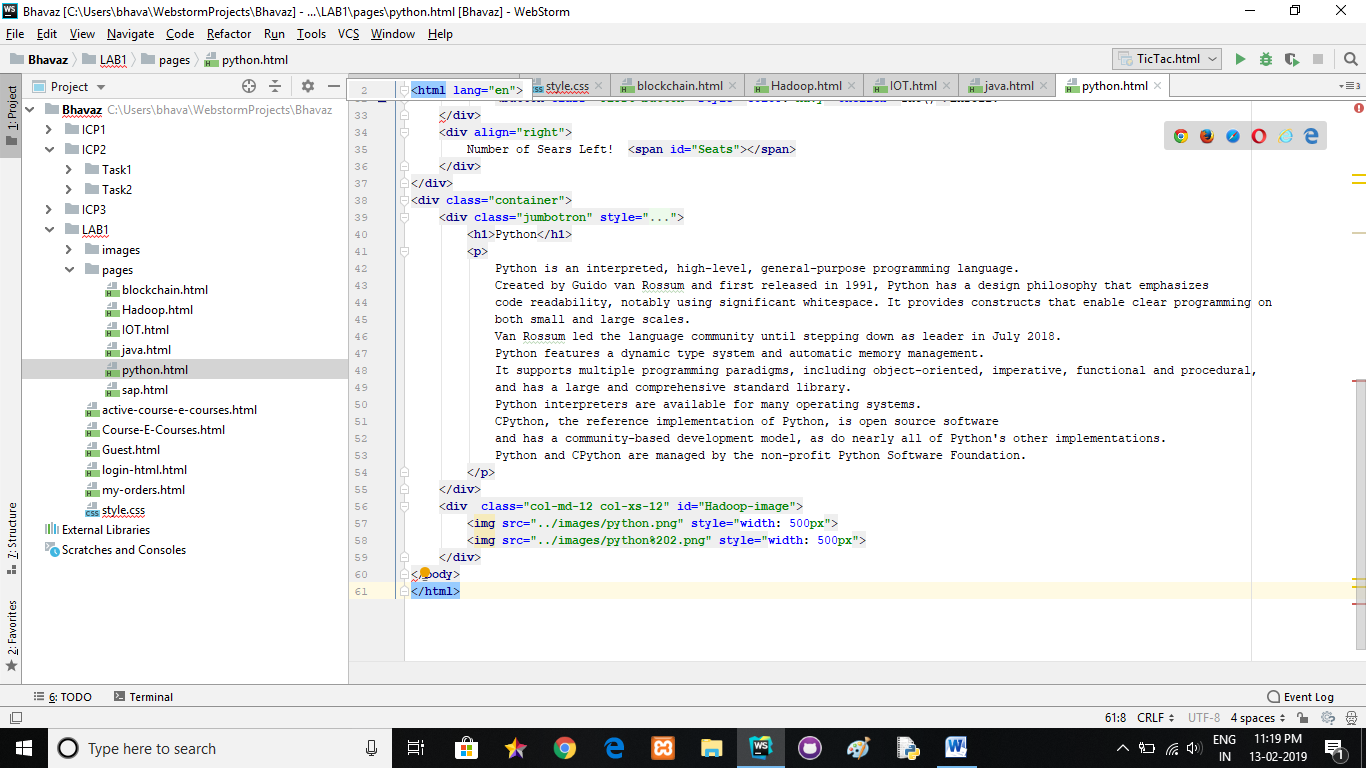 Bhavaz [C:\Users\bhava\WebstormProjects\Bhavaz] - ...\LAB1\pages\python.html [Bhavaz] - WebStorm
File Edit View Navigate Code Refactor Run Tools VCS Window Help
Bhavaz LAB1 pages python.html TicTac.html
Project
style.css blockchain.html Hadoop.html IOT.html java.html python.html
3
1: Project
7: Structure
2: Favorites
Bhavaz C:\Users\bhava\WebstormProjects\Bhavaz
ICP1
ICP2
Task1
Task2
ICP3
LAB1
images
pages
blockchain.html
Hadoop.html
IOT.html
java.html
python.html
sap.html
active-course-e-courses.html
Course-E-Courses.html
Guest.html
login-html.html
my-orders.html
style.css
External Libraries
Scratches and Consoles
2 <html lang="en">
33 </div>
34 <div align="right">
35 Number of Sears Left!  <span id="Seats"></span>
36 </div>
37 </div>
38 <div class="container">
39 <div class="jumbotron" style="...">
40 <h1>Python</h1>
41 <p>
42 Python is an interpreted, high-level, general-purpose programming language.
43 Created by Guido van Rossum and first released in 1991, Python has a design philosophy that emphasizes
44 code readability, notably using significant whitespace. It provides constructs that enable clear programming on
45 both small and large scales.
46 Van Rossum led the language community until stepping down as leader in July 2018.
47 Python features a dynamic type system and automatic memory management.
48 It supports multiple programming paradigms, including object-oriented, imperative, functional and procedural,
49 and has a large and comprehensive standard library.
50 Python interpreters are available for many operating systems.
51 CPython, the reference implementation of Python, is open source software
52 and has a community-based development model, as do nearly all of Python's other implementations.
53 Python and CPython are managed by the non-profit Python Software Foundation.
54 </p>
55 </div>
56 <div  class="col-md-12 col-xs-12" id="Hadoop-image">
57 <img src="../images/python.png" style="width: 500px">
58 <img src="../images/python%202.png" style="width: 500px">
59 </div>
60 </body>
61 </html>
6: TODO Terminal Event Log
61:8 CRLF UTF-8 4 spaces
Type here to search
ENG 11:19 PM
IN 13-02-2019
1